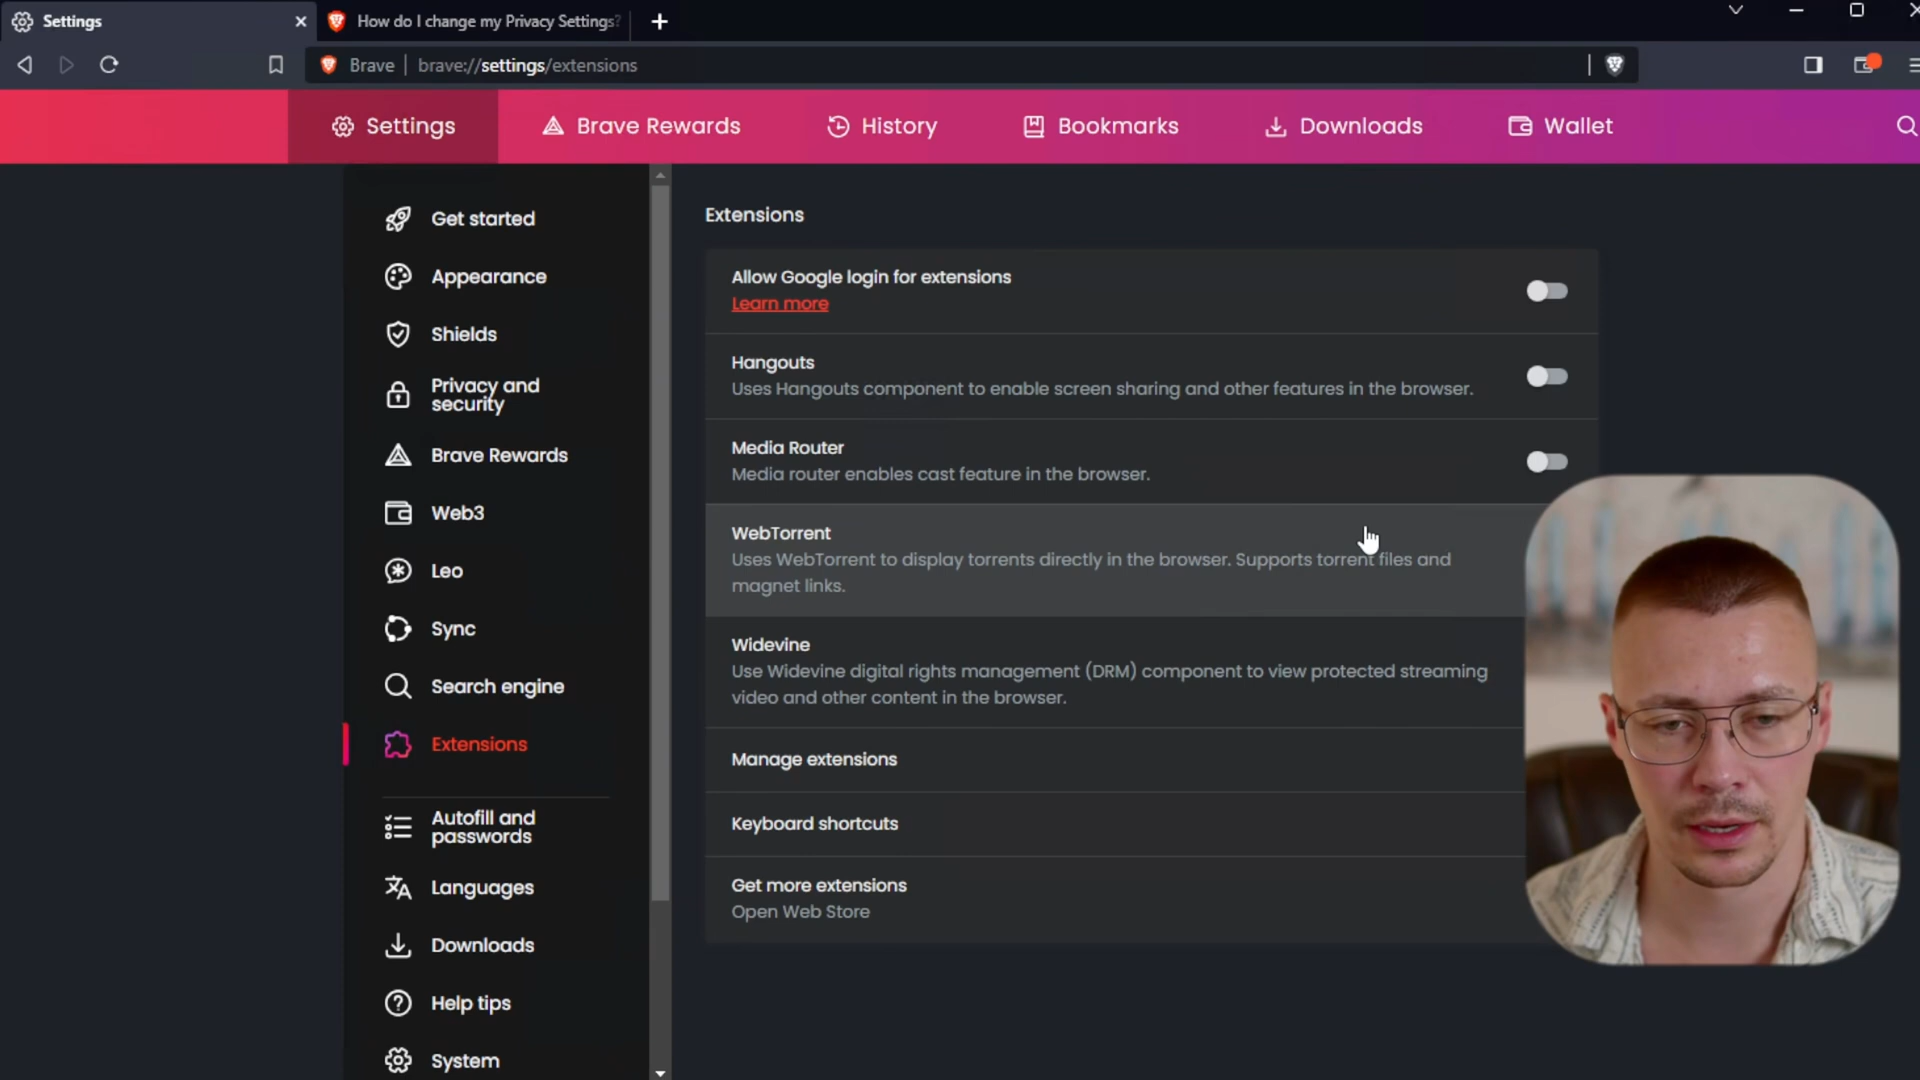 Settings
How do I change my Privacy Settings?
Brave
brave://settings/extensions
Settings
Brave Rewards
History
Bookmarks
Downloads
Wallet
Get started
Appearance
Shields
Privacy and
security
Brave Rewards
Web3
Leo
Sync
Search engine
Extensions
Autofill and
passwords
Languages
Downloads
Help tips
System
Extensions
Allow Google login for extensions
Learn more
Hangouts
Uses Hangouts component to enable screen sharing and other features in the browser.
Media Router
Media router enables cast feature in the browser.
WebTorrent
Uses WebTorrent to display torrents directly in the browser. Supports torrent files and
magnet links.
Widevine
Use Widevine digital rights management (DRM) component to view protected streaming
video and other content in the browser.
Manage extensions
Keyboard shortcuts
Get more extensions
Open Web Store